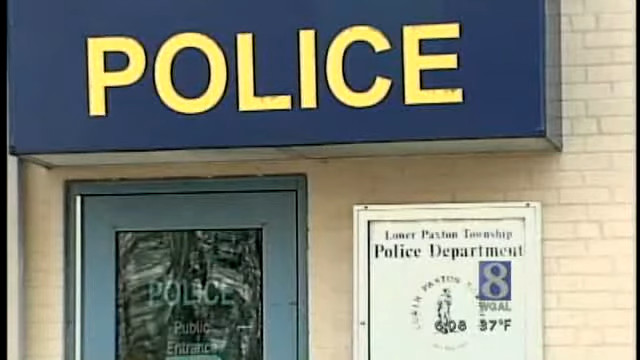 POLICE
Lower Paxton Township
Police Department
POLICE
Public
Entrance
8
WGAL
6:08 37°F